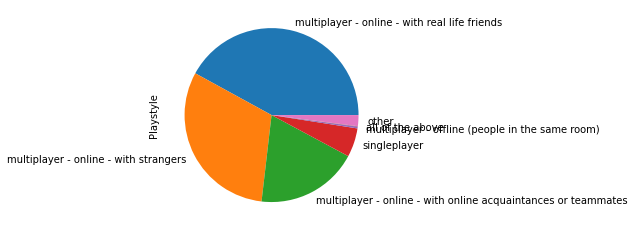 multiplayer - online - with real life friends
Playstyle
other
all of the above
multiplayer - offline (people in the same room)
singleplayer
multiplayer - online - with strangers
multiplayer - online - with online acquaintances or teammates